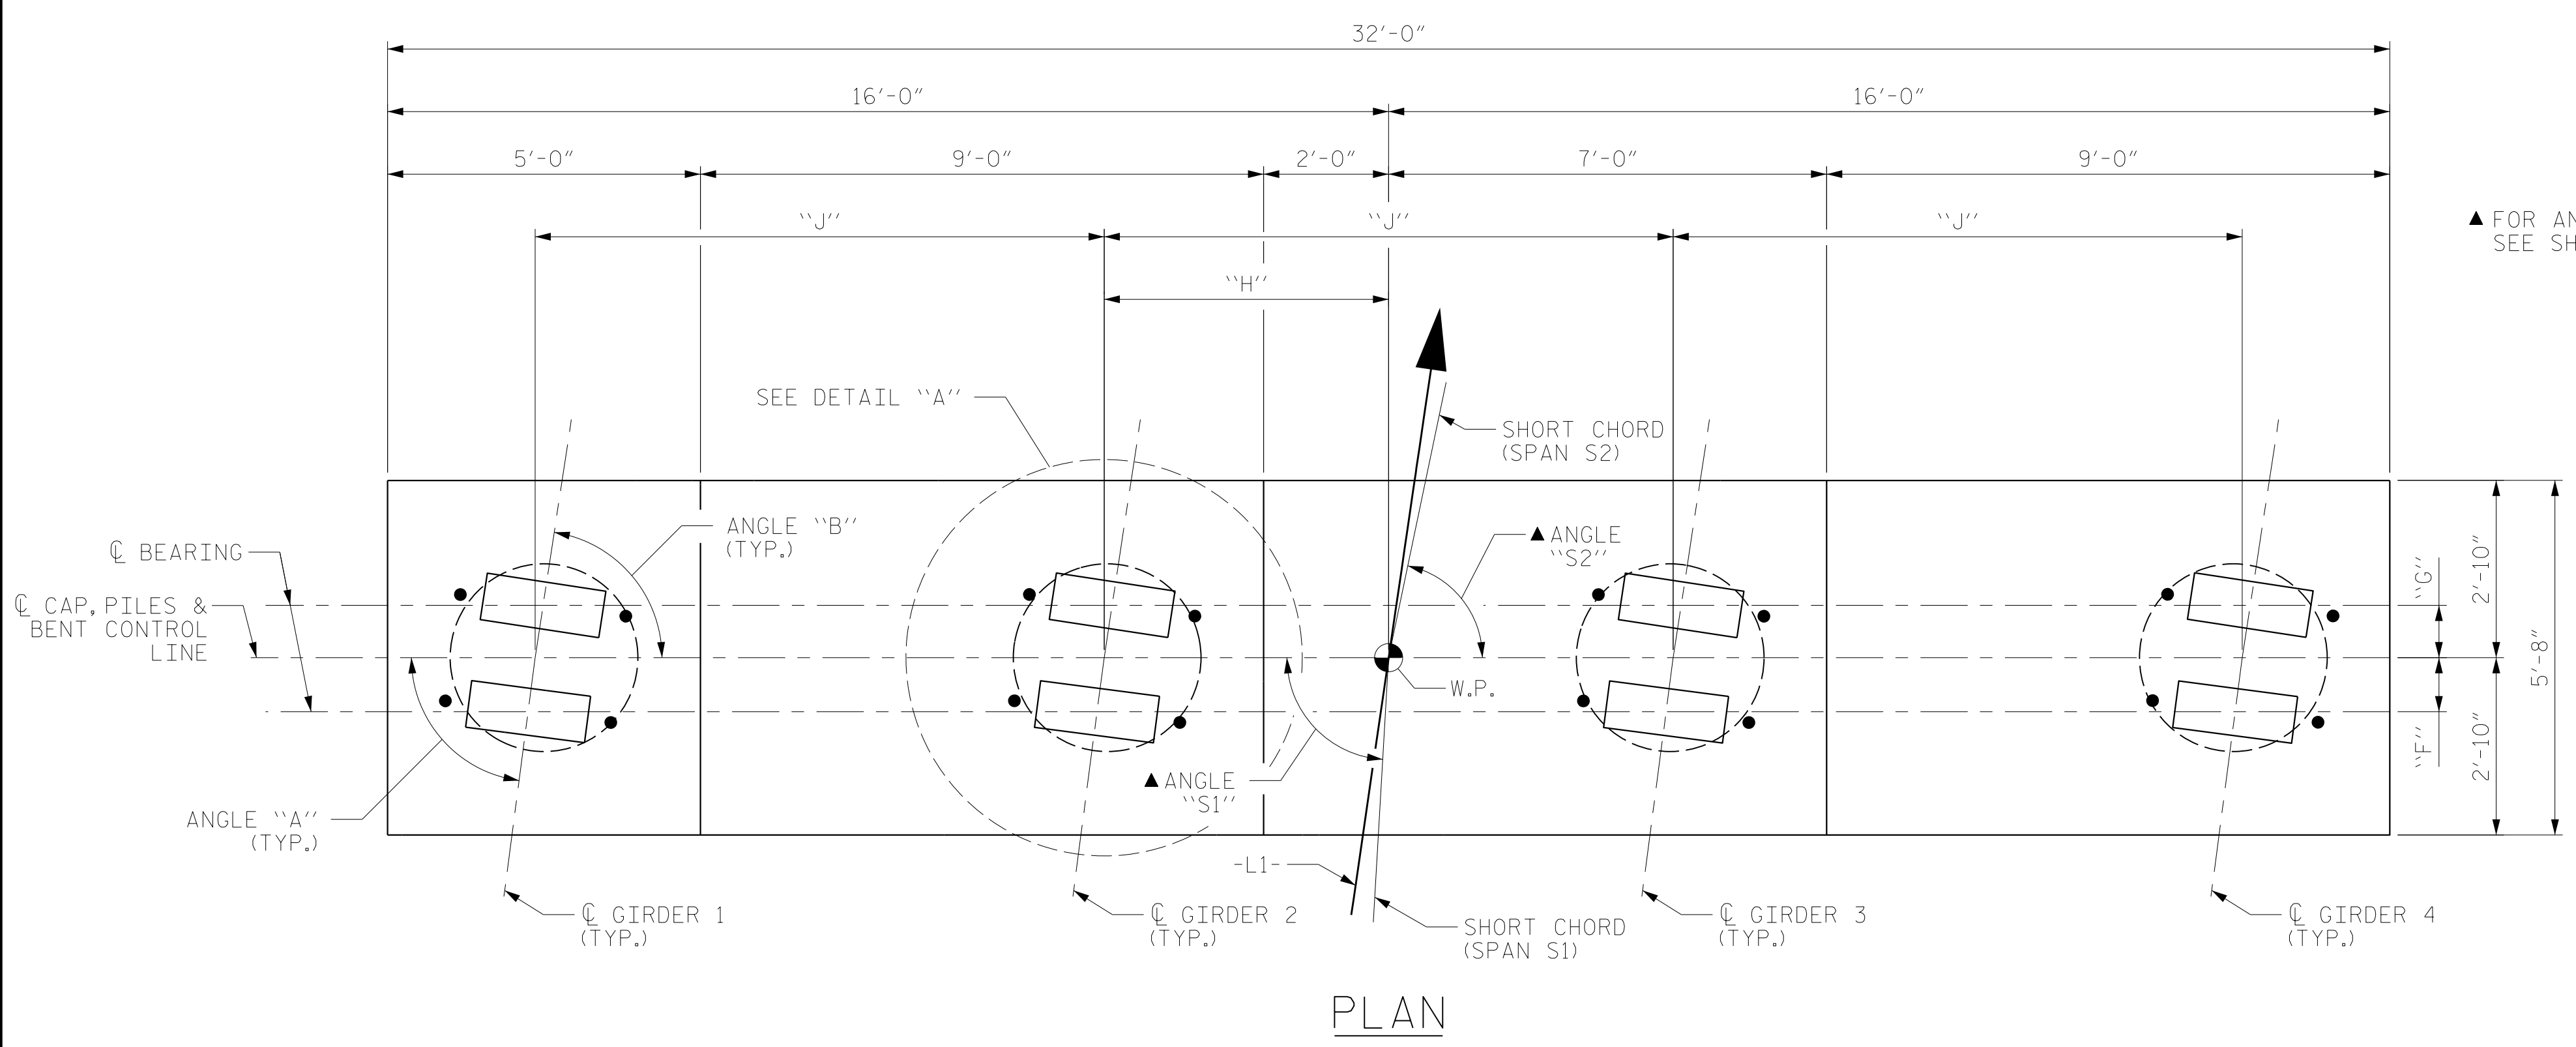 32'-0"
16'-0"
16'-0"
5'-0"
9'-0"
2'-0"
7'-0"
9'-0"
``J''
``J''
``J''
▲ FOR AN
SEE SH
``H''
SEE DETAIL ``A''
SHORT CHORD
(SPAN S2)
ANGLE ``B''
(TYP.)
▲ ANGLE
``S2''
℄ BEARING
℄ CAP, PILES &
BENT CONTROL
LINE
``G''
2'-10"
5'-8"
W.P.
``F''
2'-10"
▲ ANGLE
``S1''
ANGLE ``A''
(TYP.)
-L1-
℄ GIRDER 1
(TYP.)
℄ GIRDER 2
(TYP.)
SHORT CHORD
(SPAN S1)
℄ GIRDER 3
(TYP.)
℄ GIRDER 4
(TYP.)
PLAN